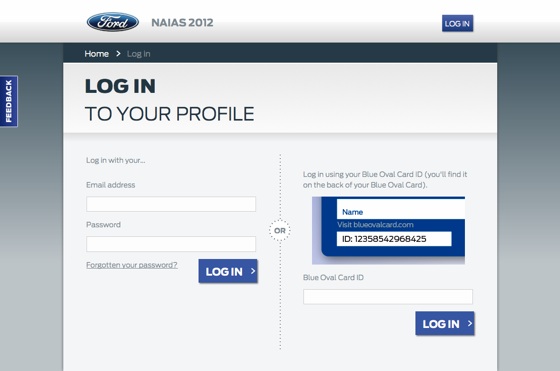 Ford
NAIAS 2012
LOG IN
Home > Log in
FEEDBACK
LOG IN
TO YOUR PROFILE
Log in with your...
Email address
Password
Forgotten your password?
LOG IN >
OR
Log in using your Blue Oval Card ID (you'll find it
on the back of your Blue Oval Card).
Name
Visit blueovalcard.com
ID: 12358542968425
Blue Oval Card ID
LOG IN >